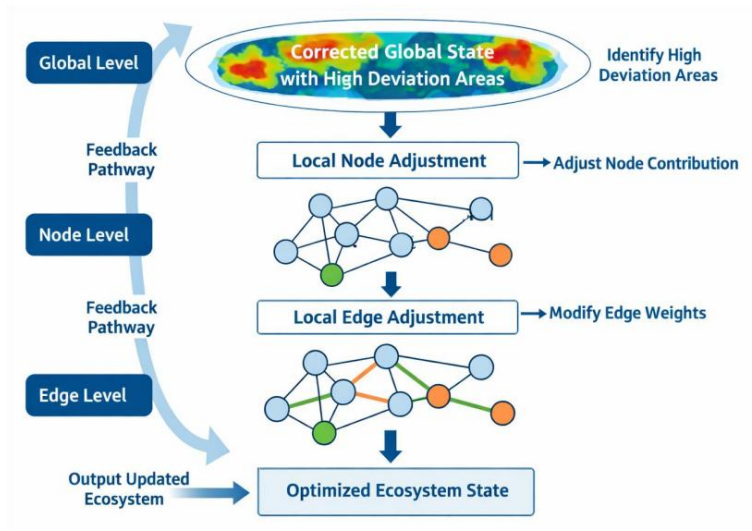 Global Level
Corrected Global State
with High Deviation Areas
Identify High
Deviation Areas
Feedback
Pathway
Local Node Adjustment
Adjust Node Contribution
Node Level
Feedback
Pathway
Local Edge Adjustment
Modify Edge Weights
Edge Level
Output Updated
Ecosystem
Optimized Ecosystem State